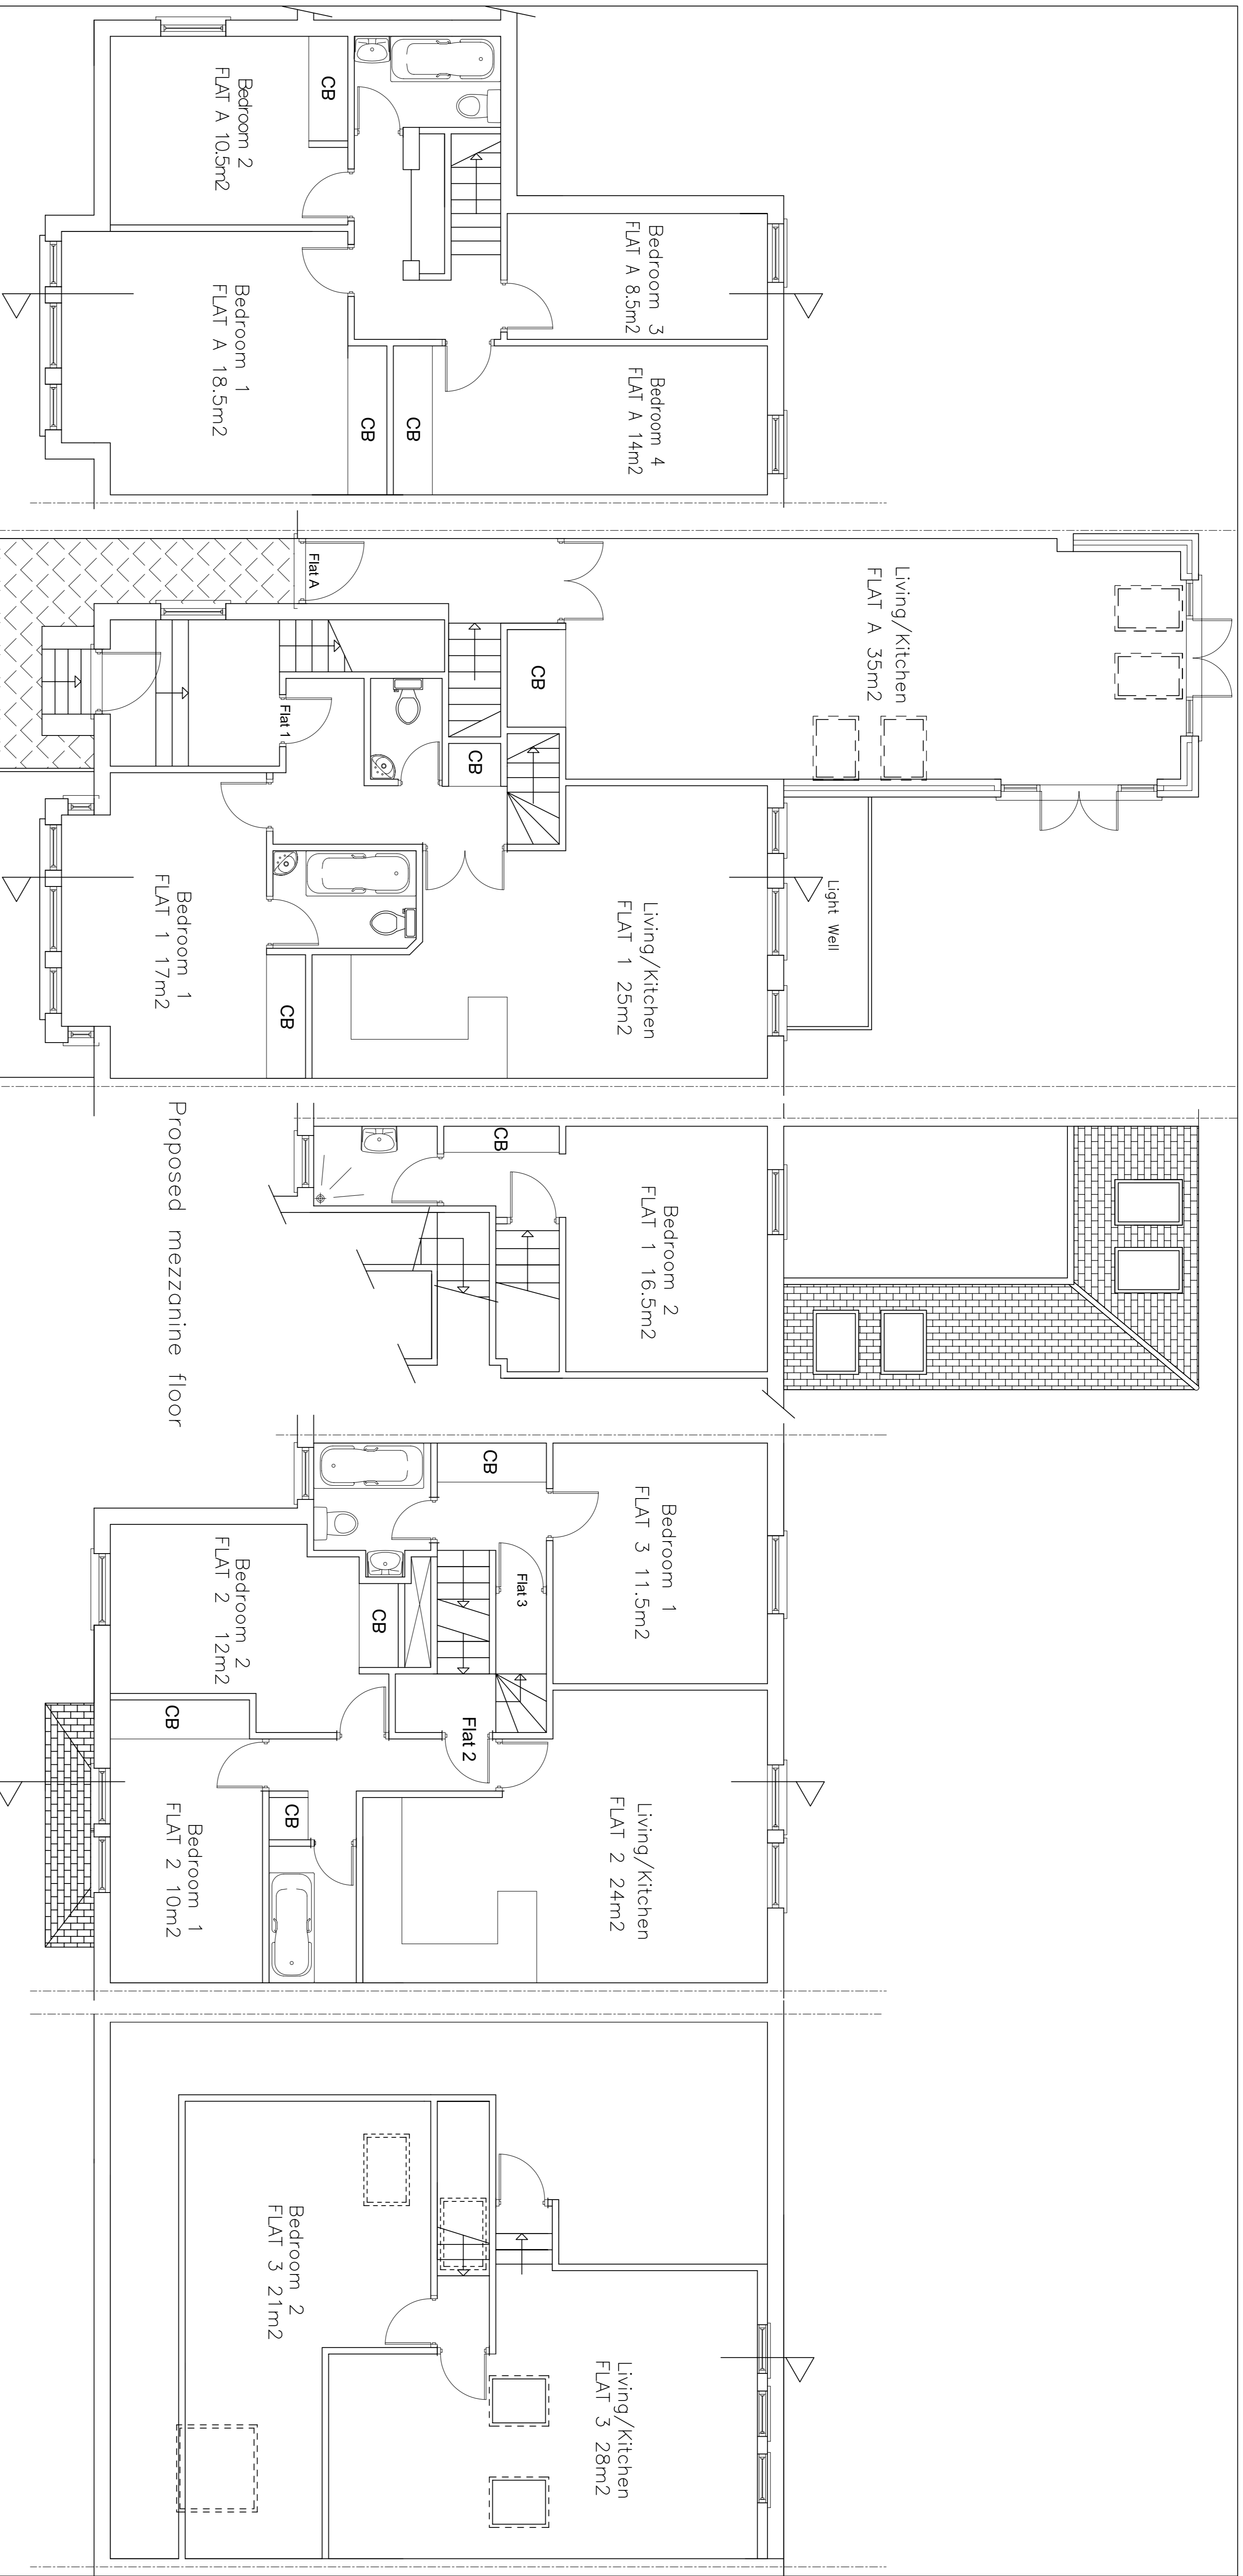 Bedroom 3
FLAT A 8.5m2
Bedroom 4
FLAT A 14m2
CB
CB
CB
Bedroom 2
FLAT A 10.5m2
Bedroom 1
FLAT A 18.5m2
Living/Kitchen
FLAT A 35m2
Light Well
Flat A
CB
CB
Flat 1
Living/Kitchen
FLAT 1 25m2
Bedroom 1
FLAT 1 17m2
CB
CB
Bedroom 2
FLAT 1 16.5m2
Proposed mezzanine floor
Bedroom 1
FLAT 3 11.5m2
CB
Flat 3
Flat 2
CB
Bedroom 2
FLAT 2 12m2
CB
CB
Living/Kitchen
FLAT 2 24m2
Bedroom 1
FLAT 2 10m2
Living/Kitchen
FLAT 3 28m2
Bedroom 2
FLAT 3 21m2